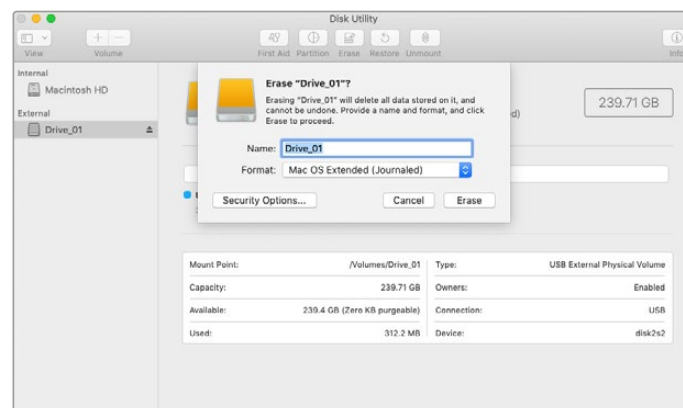 Disk Utility
View
Volume
First Aid Partition Erase Restore Unmount
Info
Internal
Macintosh HD
External
Drive_01
Erase "Drive_01"?
Erasing "Drive_01" will delete all data stored on it, and
cannot be undone. Provide a name and format, and click
Erase to proceed.
Name: Drive_01
Format: Mac OS Extended (Journaled)
Security Options... Cancel Erase
239.71 GB
Mount Point: /Volumes/Drive_01 Type: USB External Physical Volume
Capacity: 239.71 GB Owners: Enabled
Available: 239.4 GB (Zero KB purgeable) Connection: USB
Used: 312.2 MB Device: disk2s2